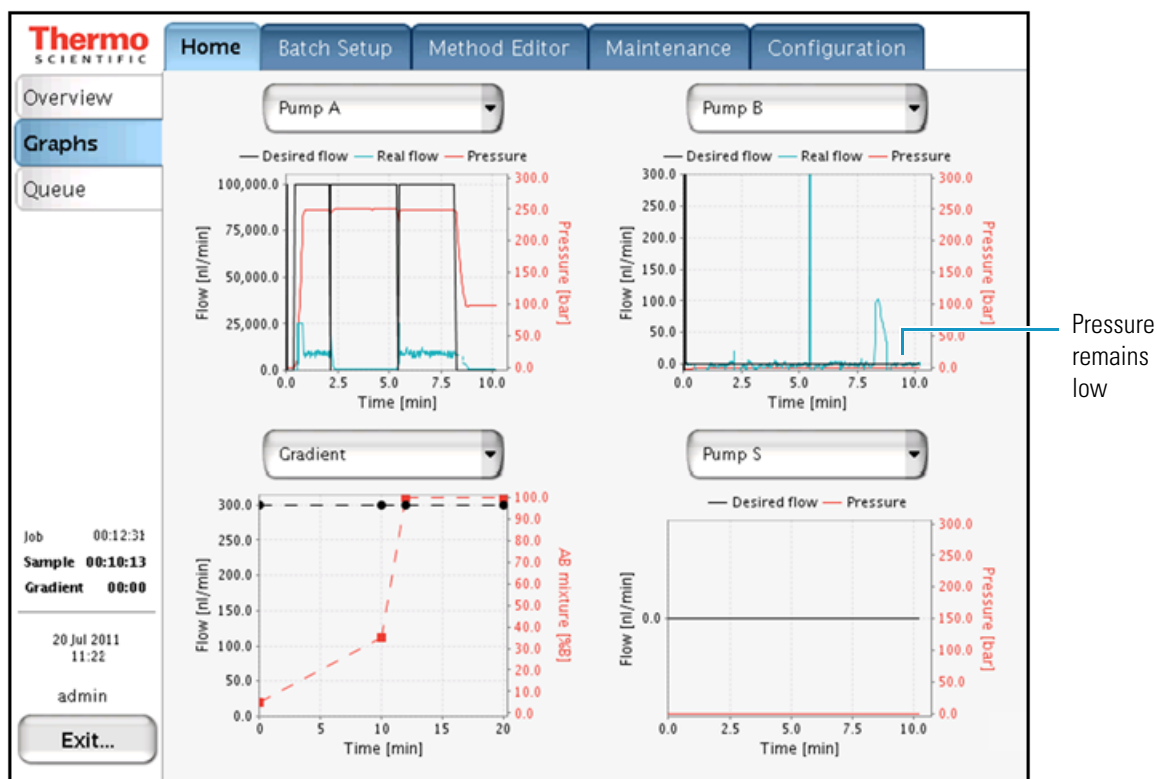 Thermo
SCIENTIFIC
Home
Batch Setup
Method Editor
Maintenance
Configuration
Overview
Graphs
Queue
Pump A
Desired flow
Real flow
Pressure
Flow [nl/min]
100,000.0
75,000.0
50,000.0
25,000.0
0.0
300.0
250.0
200.0
150.0
100.0
50.0
0.0
Pressure [bar]
0.0 2.5 5.0 7.5 10.0
Time [min]
Pump B
Desired flow
Real flow
Pressure
Flow [nl/min]
300.0
250.0
200.0
150.0
100.0
50.0
0.0
300.0
250.0
200.0
150.0
100.0
50.0
0.0
Pressure [bar]
0.0 2.5 5.0 7.5 10.0
Time [min]
Pressure
remains
low
Gradient
Flow [nl/min]
300.0
250.0
200.0
150.0
100.0
50.0
0.0
100.0
90.0
80.0
70.0
60.0
50.0
40.0
30.0
20.0
10.0
0.0
AB mixture [%B]
0 5 10 15 20
Time [min]
Pump S
Desired flow
Pressure
Flow [nl/min]
0.0
300.0
250.0
200.0
150.0
100.0
50.0
0.0
Pressure [bar]
0.0 2.5 5.0 7.5 10.0
Time [min]
Job 00:12:31
Sample 00:10:13
Gradient 00:00
20 Jul 2011
11:22
admin
Exit...